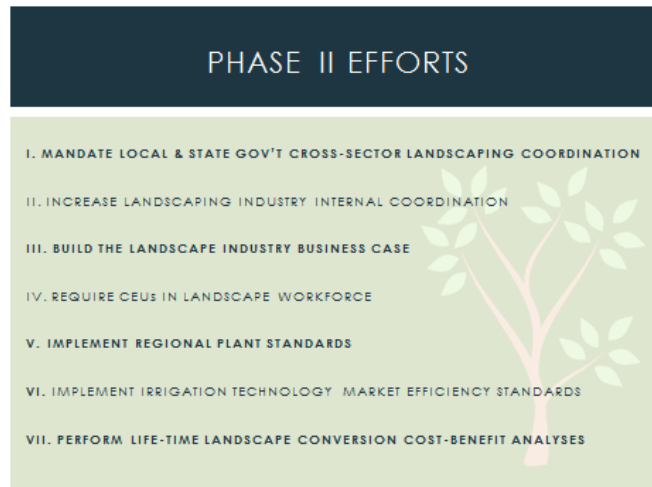 PHASE II EFFORTS
I. MANDATE LOCAL & STATE GOV'T CROSS-SECTOR LANDSCAPING COORDINATION
II. INCREASE LANDSCAPING INDUSTRY INTERNAL COORDINATION
III. BUILD THE LANDSCAPE INDUSTRY BUSINESS CASE
IV. REQUIRE CEUs IN LANDSCAPE WORKFORCE
V. IMPLEMENT REGIONAL PLANT STANDARDS
VI. IMPLEMENT IRRIGATION TECHNOLOGY MARKET EFFICIENCY STANDARDS
VII. PERFORM LIFE-TIME LANDSCAPE CONVERSION COST-BENEFIT ANALYSES